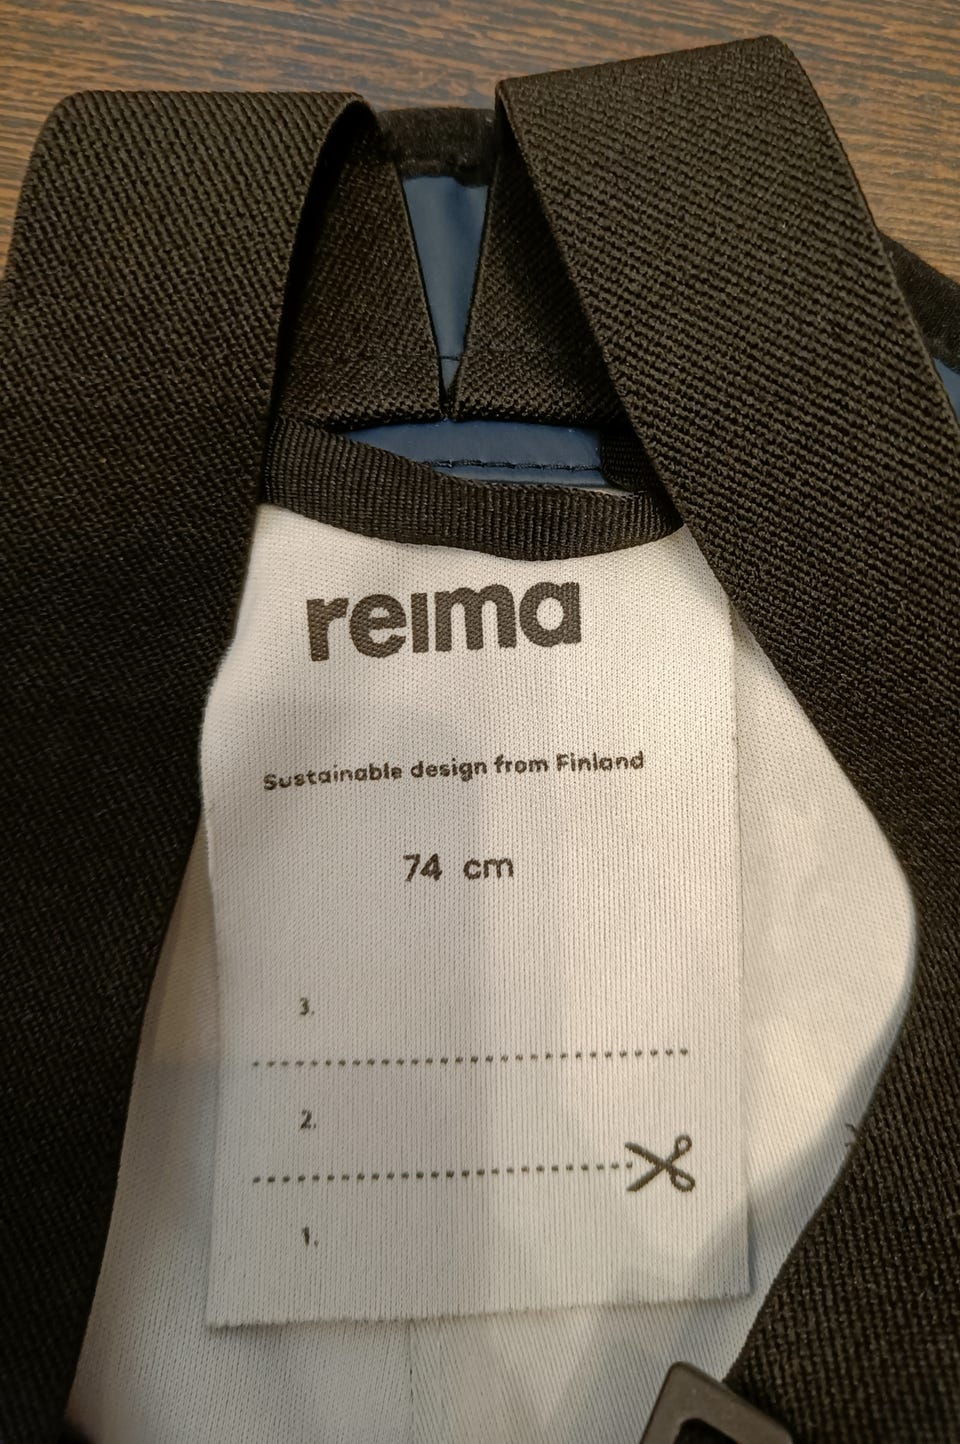 reima
Sustainable design from Finland
74 cm
3.
2.
1.